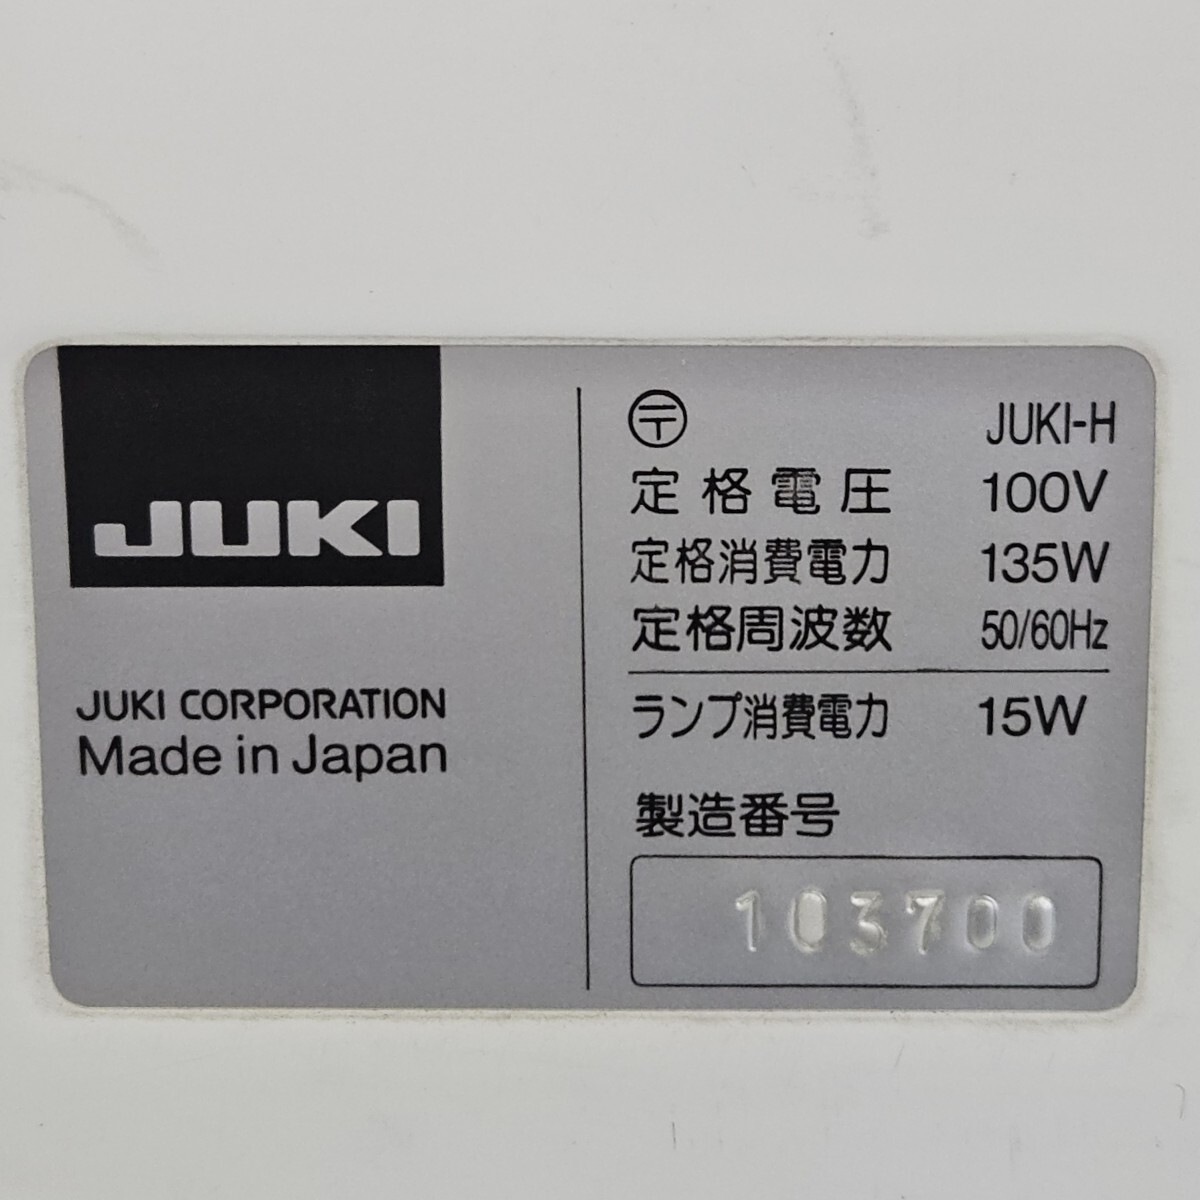 JUKI
JUKI CORPORATION
Made in Japan
〶 JUKI-H
定格電圧 100V
定格消費電力 135W
定格周波数 50/60Hz
ランプ消費電力 15W
製造番号
103700